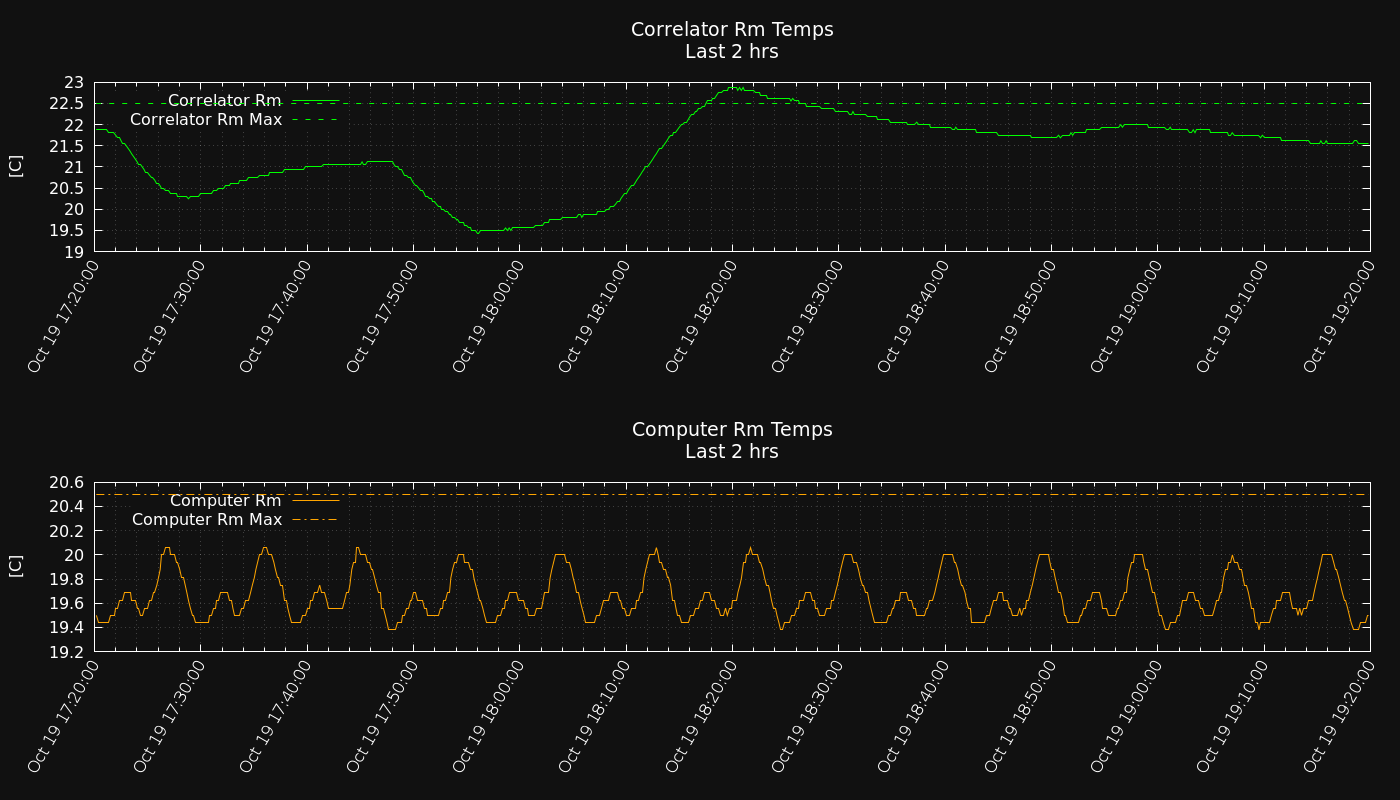 Correlator Rm Temps
Last 2 hrs
23
22.5
22
21.5
21
20.5
20
19.5
19
[C]
Correlator Rm
Correlator Rm Max
Oct 19 17:20:00
Oct 19 17:30:00
Oct 19 17:40:00
Oct 19 17:50:00
Oct 19 18:00:00
Oct 19 18:10:00
Oct 19 18:20:00
Oct 19 18:30:00
Oct 19 18:40:00
Oct 19 18:50:00
Oct 19 19:00:00
Oct 19 19:10:00
Oct 19 19:20:00
Computer Rm Temps
Last 2 hrs
20.6
20.4
20.2
20
19.8
19.6
19.4
19.2
[C]
Computer Rm
Computer Rm Max
Oct 19 17:20:00
Oct 19 17:30:00
Oct 19 17:40:00
Oct 19 17:50:00
Oct 19 18:00:00
Oct 19 18:10:00
Oct 19 18:20:00
Oct 19 18:30:00
Oct 19 18:40:00
Oct 19 18:50:00
Oct 19 19:00:00
Oct 19 19:10:00
Oct 19 19:20:00